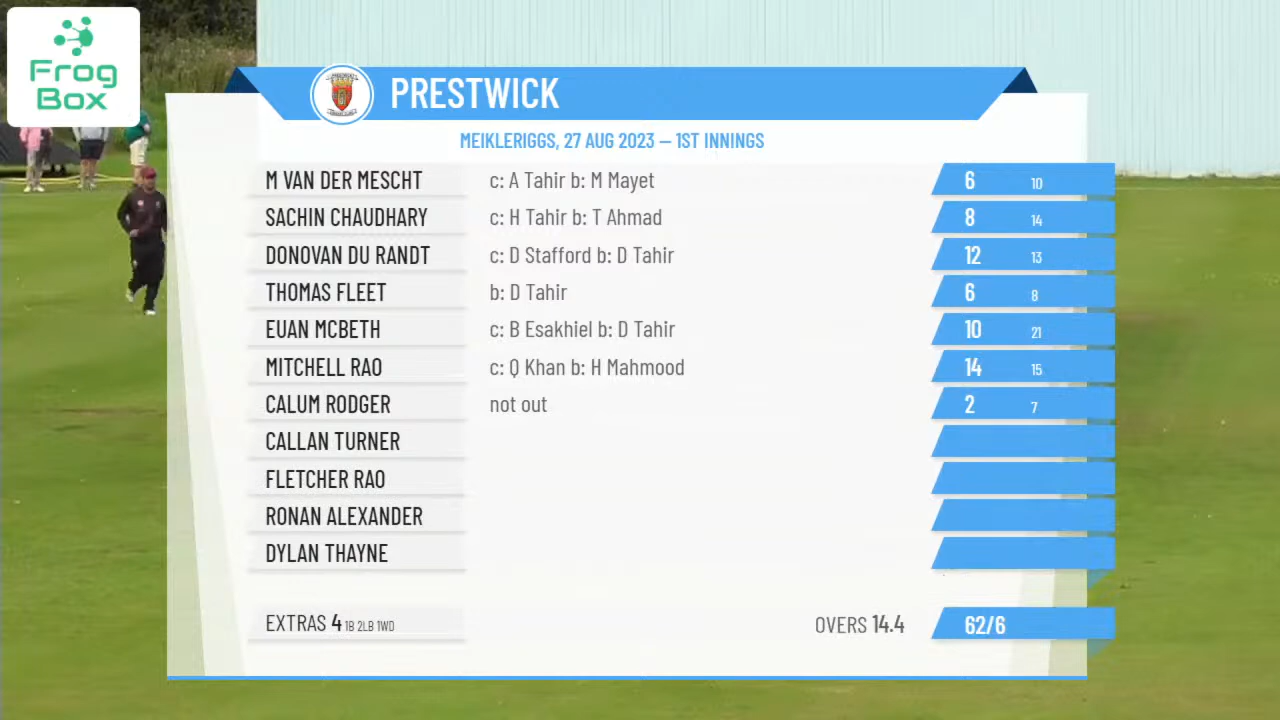 Frog
Box
PRESTWICK
MEIKLERIGGS, 27 AUG 2023 – 1ST INNINGS
M VAN DER MESCHT c: A Tahir b: M Mayet 6 10
SACHIN CHAUDHARY c: H Tahir b: T Ahmad 8 14
DONOVAN DU RANDT c: D Stafford b: D Tahir 12 13
THOMAS FLEET b: D Tahir 6 8
EUAN MCBETH c: B Esakhiel b: D Tahir 10 21
MITCHELL RAO c: Q Khan b: H Mahmood 14 15
CALUM RODGER not out 2 7
CALLAN TURNER
FLETCHER RAO
RONAN ALEXANDER
DYLAN THAYNE
EXTRAS 4 1B 2LB 1WD OVERS 14.4 62/6